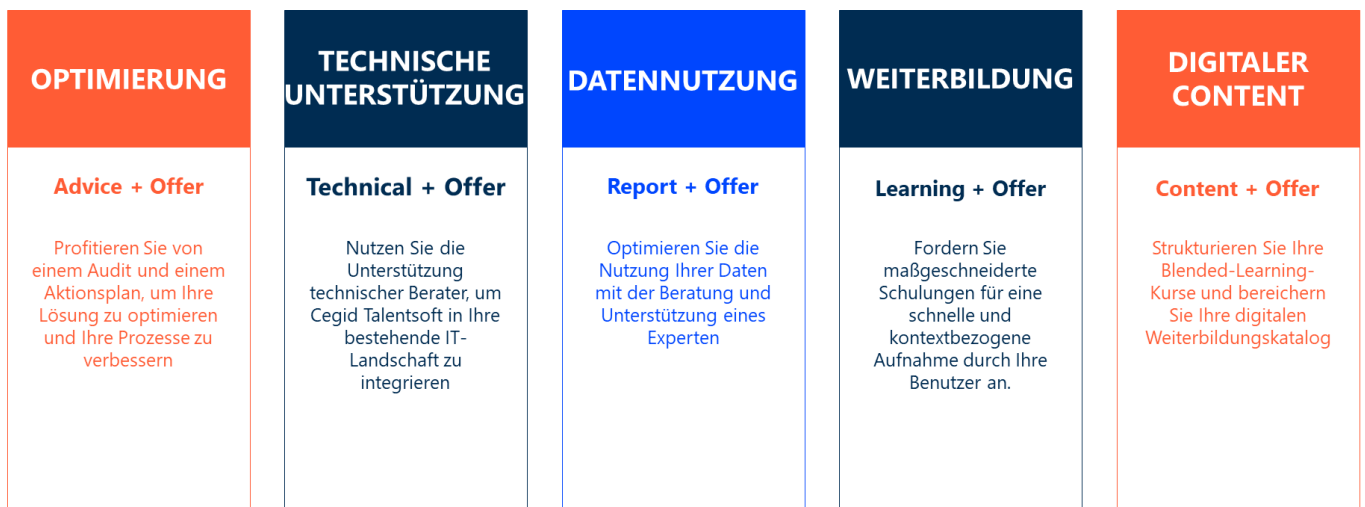 OPTIMIERUNG
Advice + Offer
Profitieren Sie von
einem Audit und einem
Aktionsplan, um Ihre
Lösung zu optimieren
und Ihre Prozesse zu
verbessern
TECHNISCHE
UNTERSTÜTZUNG
Technical + Offer
Nutzen Sie die
Unterstützung
technischer Berater, um
Cegid Talentsoft in Ihre
bestehende IT-
Landschaft zu
integrieren
DATENNUTZUNG
Report + Offer
Optimieren Sie die
Nutzung Ihrer Daten
mit der Beratung und
Unterstützung eines
Experten
WEITERBILDUNG
Learning + Offer
Fordern Sie
maßgeschneiderte
Schulungen für eine
schnelle und
kontextbezogene
Aufnahme durch Ihre
Benutzer an.
DIGITALER
CONTENT
Content + Offer
Strukturieren Sie Ihre
Blended-Learning-
Kurse und bereichern
Sie Ihre digitalen
Weiterbildungskatalog